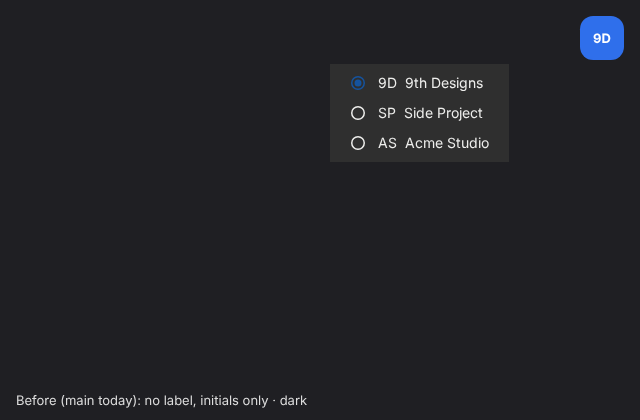 9D
9D 9th Designs
SP Side Project
AS Acme Studio
Before (main today): no label, initials only · dark